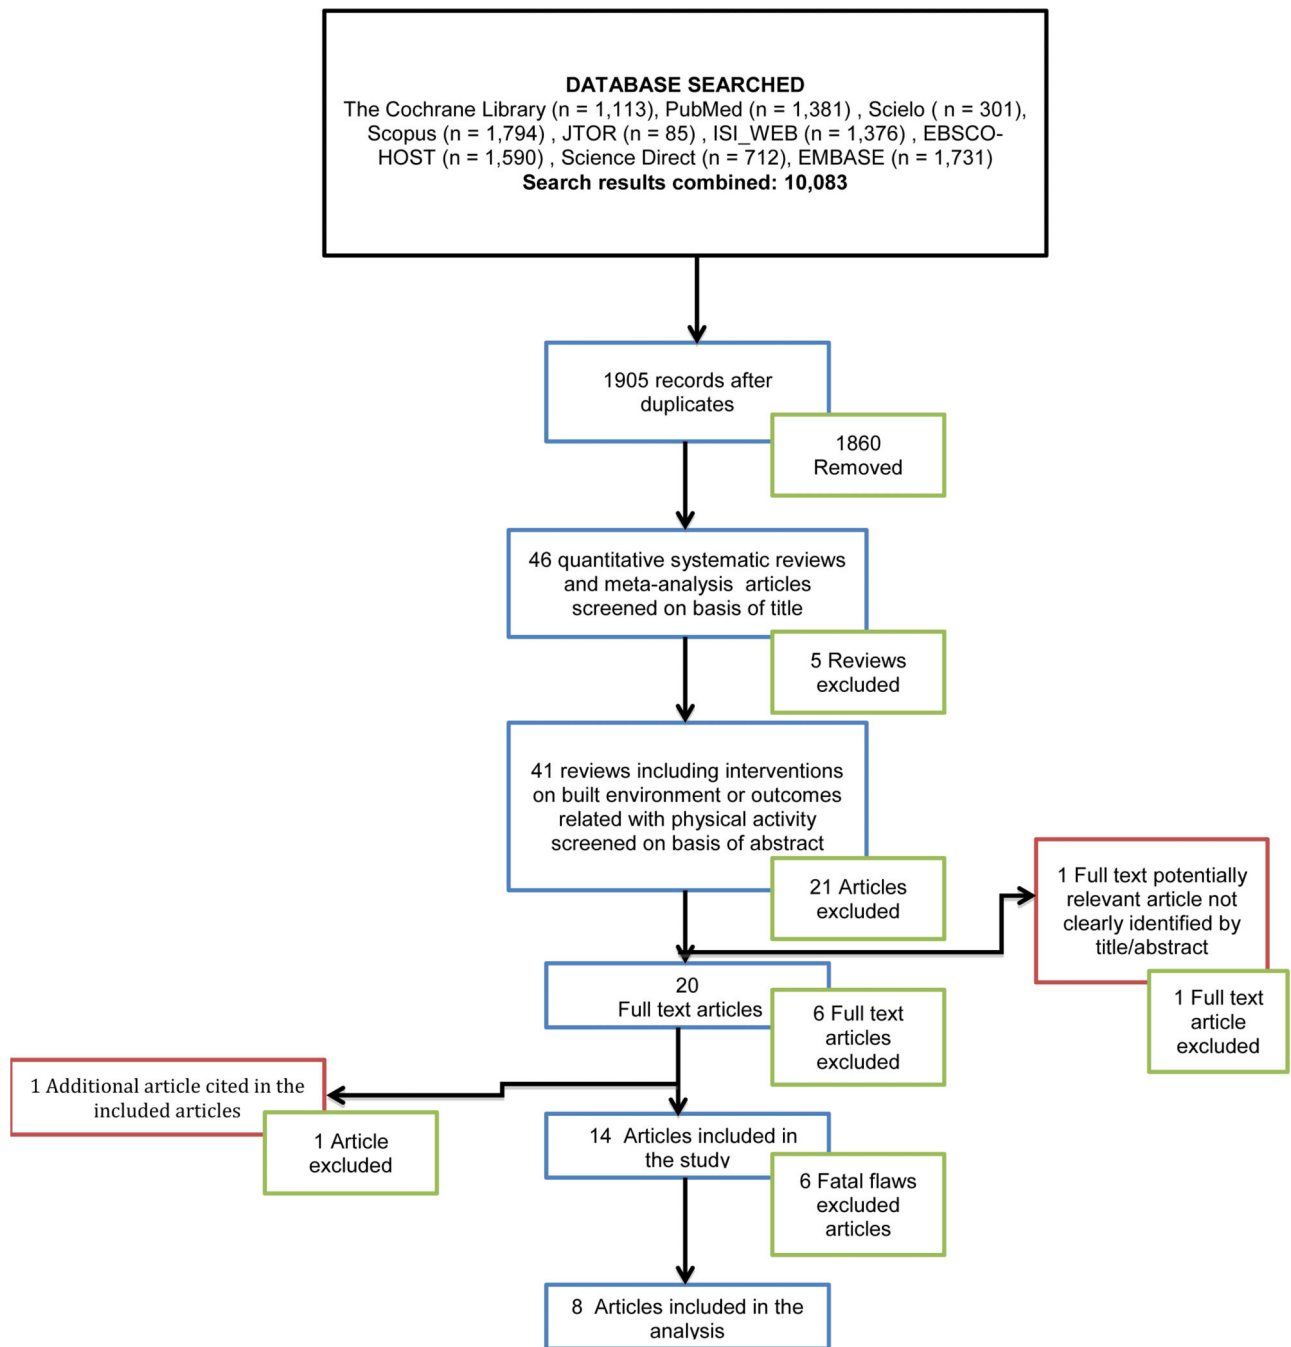 DATABASE SEARCHED
The Cochrane Library (n = 1,113), PubMed (n = 1,381) , Scielo ( n = 301),
Scopus (n = 1,794) , JTOR (n = 85) , ISI_WEB (n = 1,376) , EBSCO-
HOST (n = 1,590) , Science Direct (n = 712), EMBASE (n = 1,731)
Search results combined: 10,083
1905 records after
duplicates
1860
Removed
46 quantitative systematic reviews
and meta-analysis articles
screened on basis of title
5 Reviews
excluded
41 reviews including interventions
on built environment or outcomes
related with physical activity
screened on basis of abstract
21 Articles
excluded
1 Full text potentially
relevant article not
clearly identified by
title/abstract
1 Full text
article
excluded
20
Full text articles
6 Full text
articles
excluded
1 Additional article cited in the
included articles
1 Article
excluded
14 Articles included in
the study
6 Fatal flaws
excluded
articles
8 Articles included in the
analysis